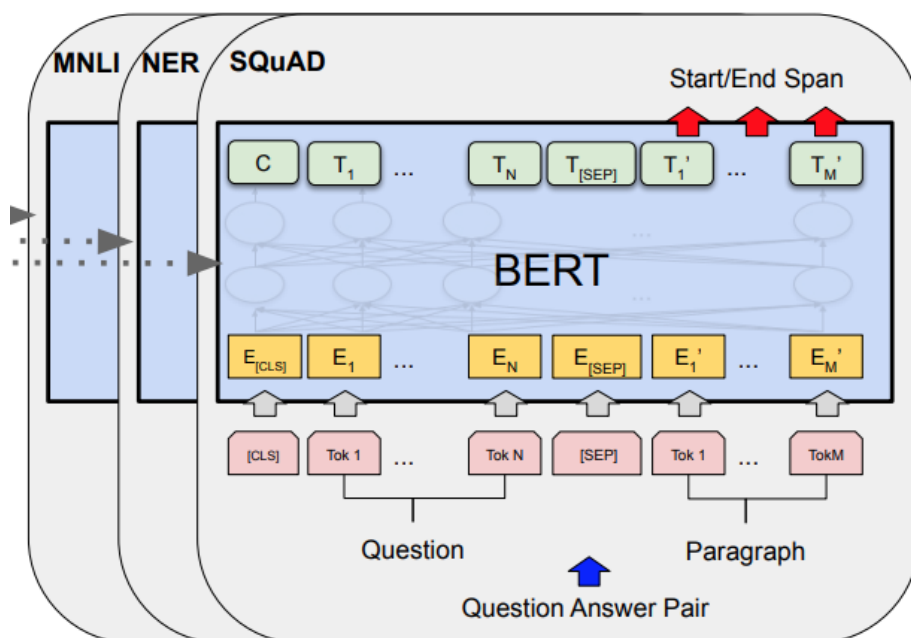 MNLI NER SQuAD
Start/End Span
C T1 ... TN T[SEP] T1' ... TM'
...
BERT
...
E[CLS] E1 ... EN E[SEP] E1' ... EM'
[CLS] Tok 1 ... Tok N [SEP] Tok 1 ... TokM
Question Paragraph
Question Answer Pair